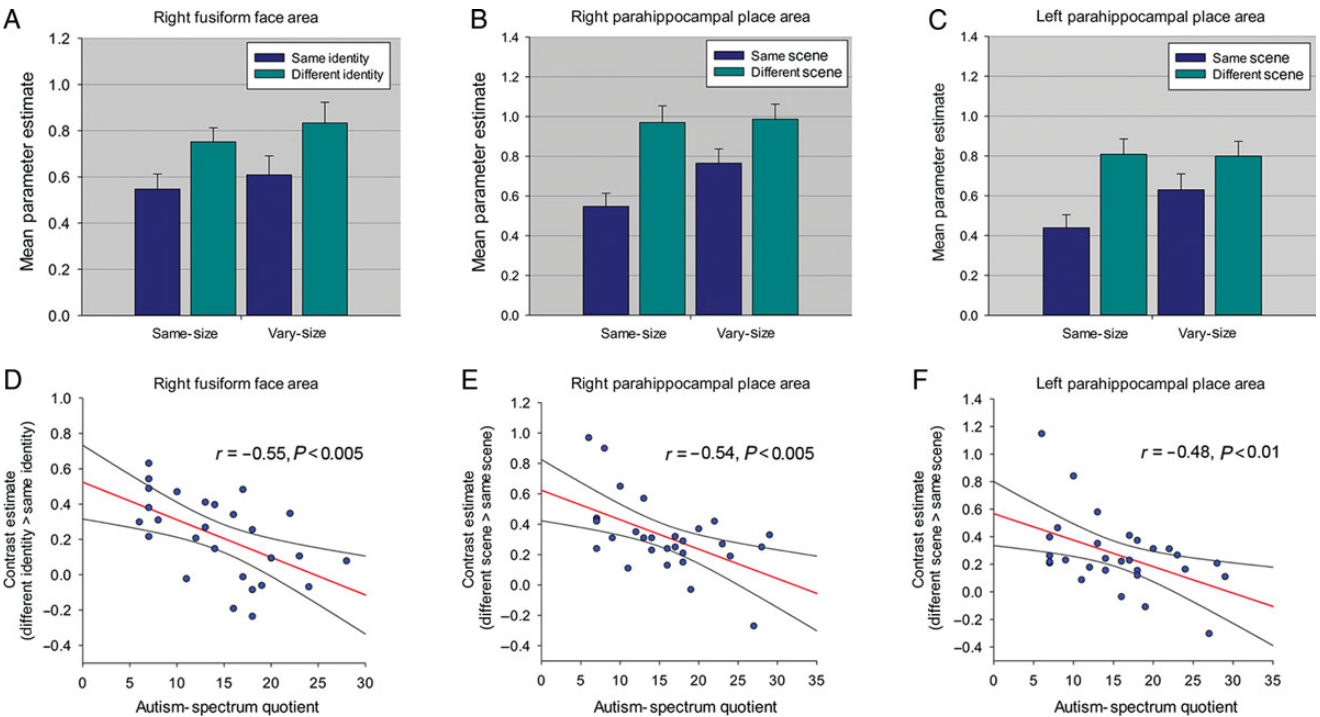 A
Right fusiform face area
Mean parameter estimate
1.2
1.0
0.8
0.6
0.4
0.2
0.0
Same identity
Different identity
Same-size
Vary-size
B
Right parahippocampal place area
Mean parameter estimate
1.4
1.2
1.0
0.8
0.6
0.4
0.2
0.0
Same scene
Different scene
Same-size
Vary-size
C
Left parahippocampal place area
Mean parameter estimate
1.4
1.2
1.0
0.8
0.6
0.4
0.2
0.0
Same scene
Different scene
Same-size
Vary-size
D
Right fusiform face area
Contrast estimate
(different identity > same identity)
1.0
0.8
0.6
0.4
0.2
0.0
−0.2
−0.4
r = −0.55, P < 0.005
0 5 10 15 20 25 30
Autism-spectrum quotient
E
Right parahippocampal place area
Contrast estimate
(different scene > same scene)
1.2
1.0
0.8
0.6
0.4
0.2
0.0
−0.2
−0.4
r = −0.54, P < 0.005
0 5 10 15 20 25 30 35
Autism-spectrum quotient
F
Left parahippocampal place area
Contrast estimate
(different scene > same scene)
1.4
1.2
1.0
0.8
0.6
0.4
0.2
0.0
−0.2
−0.4
r = −0.48, P < 0.01
0 5 10 15 20 25 30 35
Autism-spectrum quotient